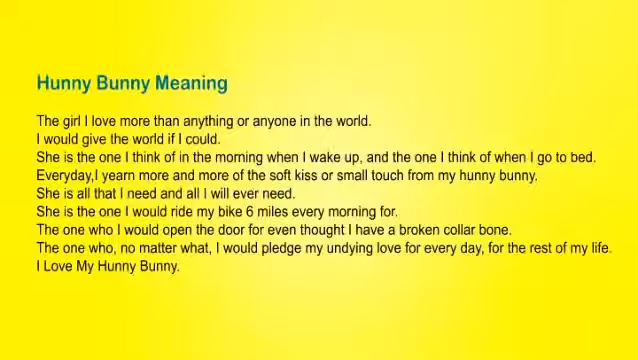 Hunny Bunny Meaning
The girl I love more than anything or anyone in the world.
I would give the world if I could.
She is the one I think of in the morning when I wake up, and the one I think of when I go to bed.
Everyday,I yearn more and more of the soft kiss or small touch from my hunny bunny.
She is all that I need and all I will ever need.
She is the one I would ride my bike 6 miles every morning for.
The one who I would open the door for even thought I have a broken collar bone.
The one who, no matter what, I would pledge my undying love for every day, for the rest of my life.
I Love My Hunny Bunny.